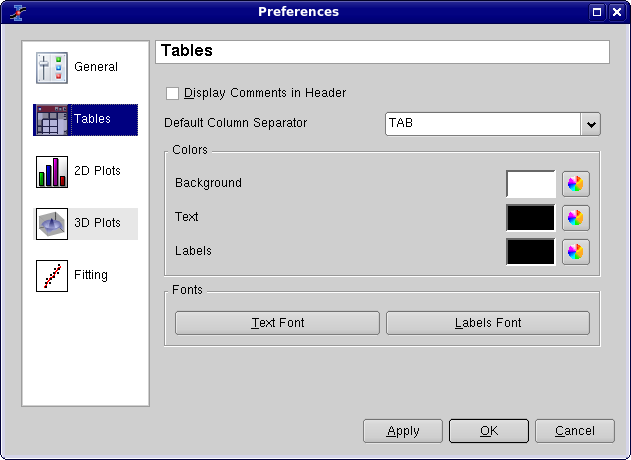 Preferences
General
Tables
2D Plots
3D Plots
Fitting
Tables
Display Comments in Header
Default Column Separator TAB
Colors
Background
Text
Labels
Fonts
Text Font Labels Font
Apply OK Cancel